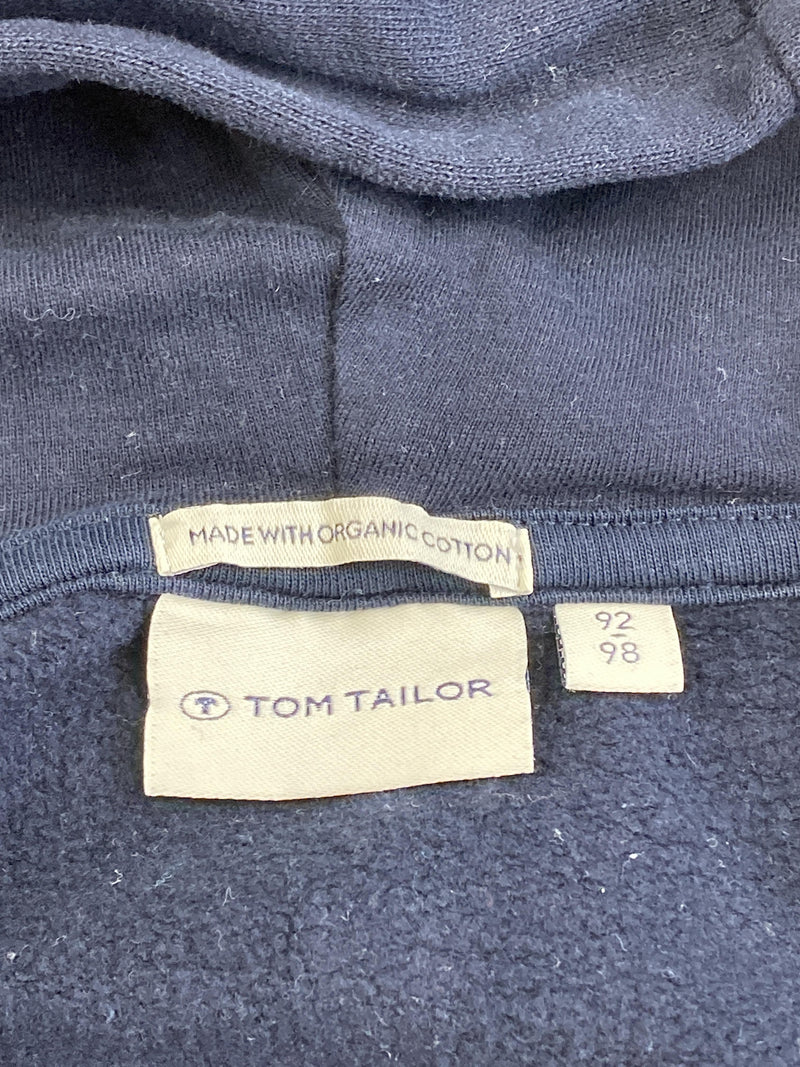 MADE WITH ORGANIC COTTON
TOM TAILOR
92
98